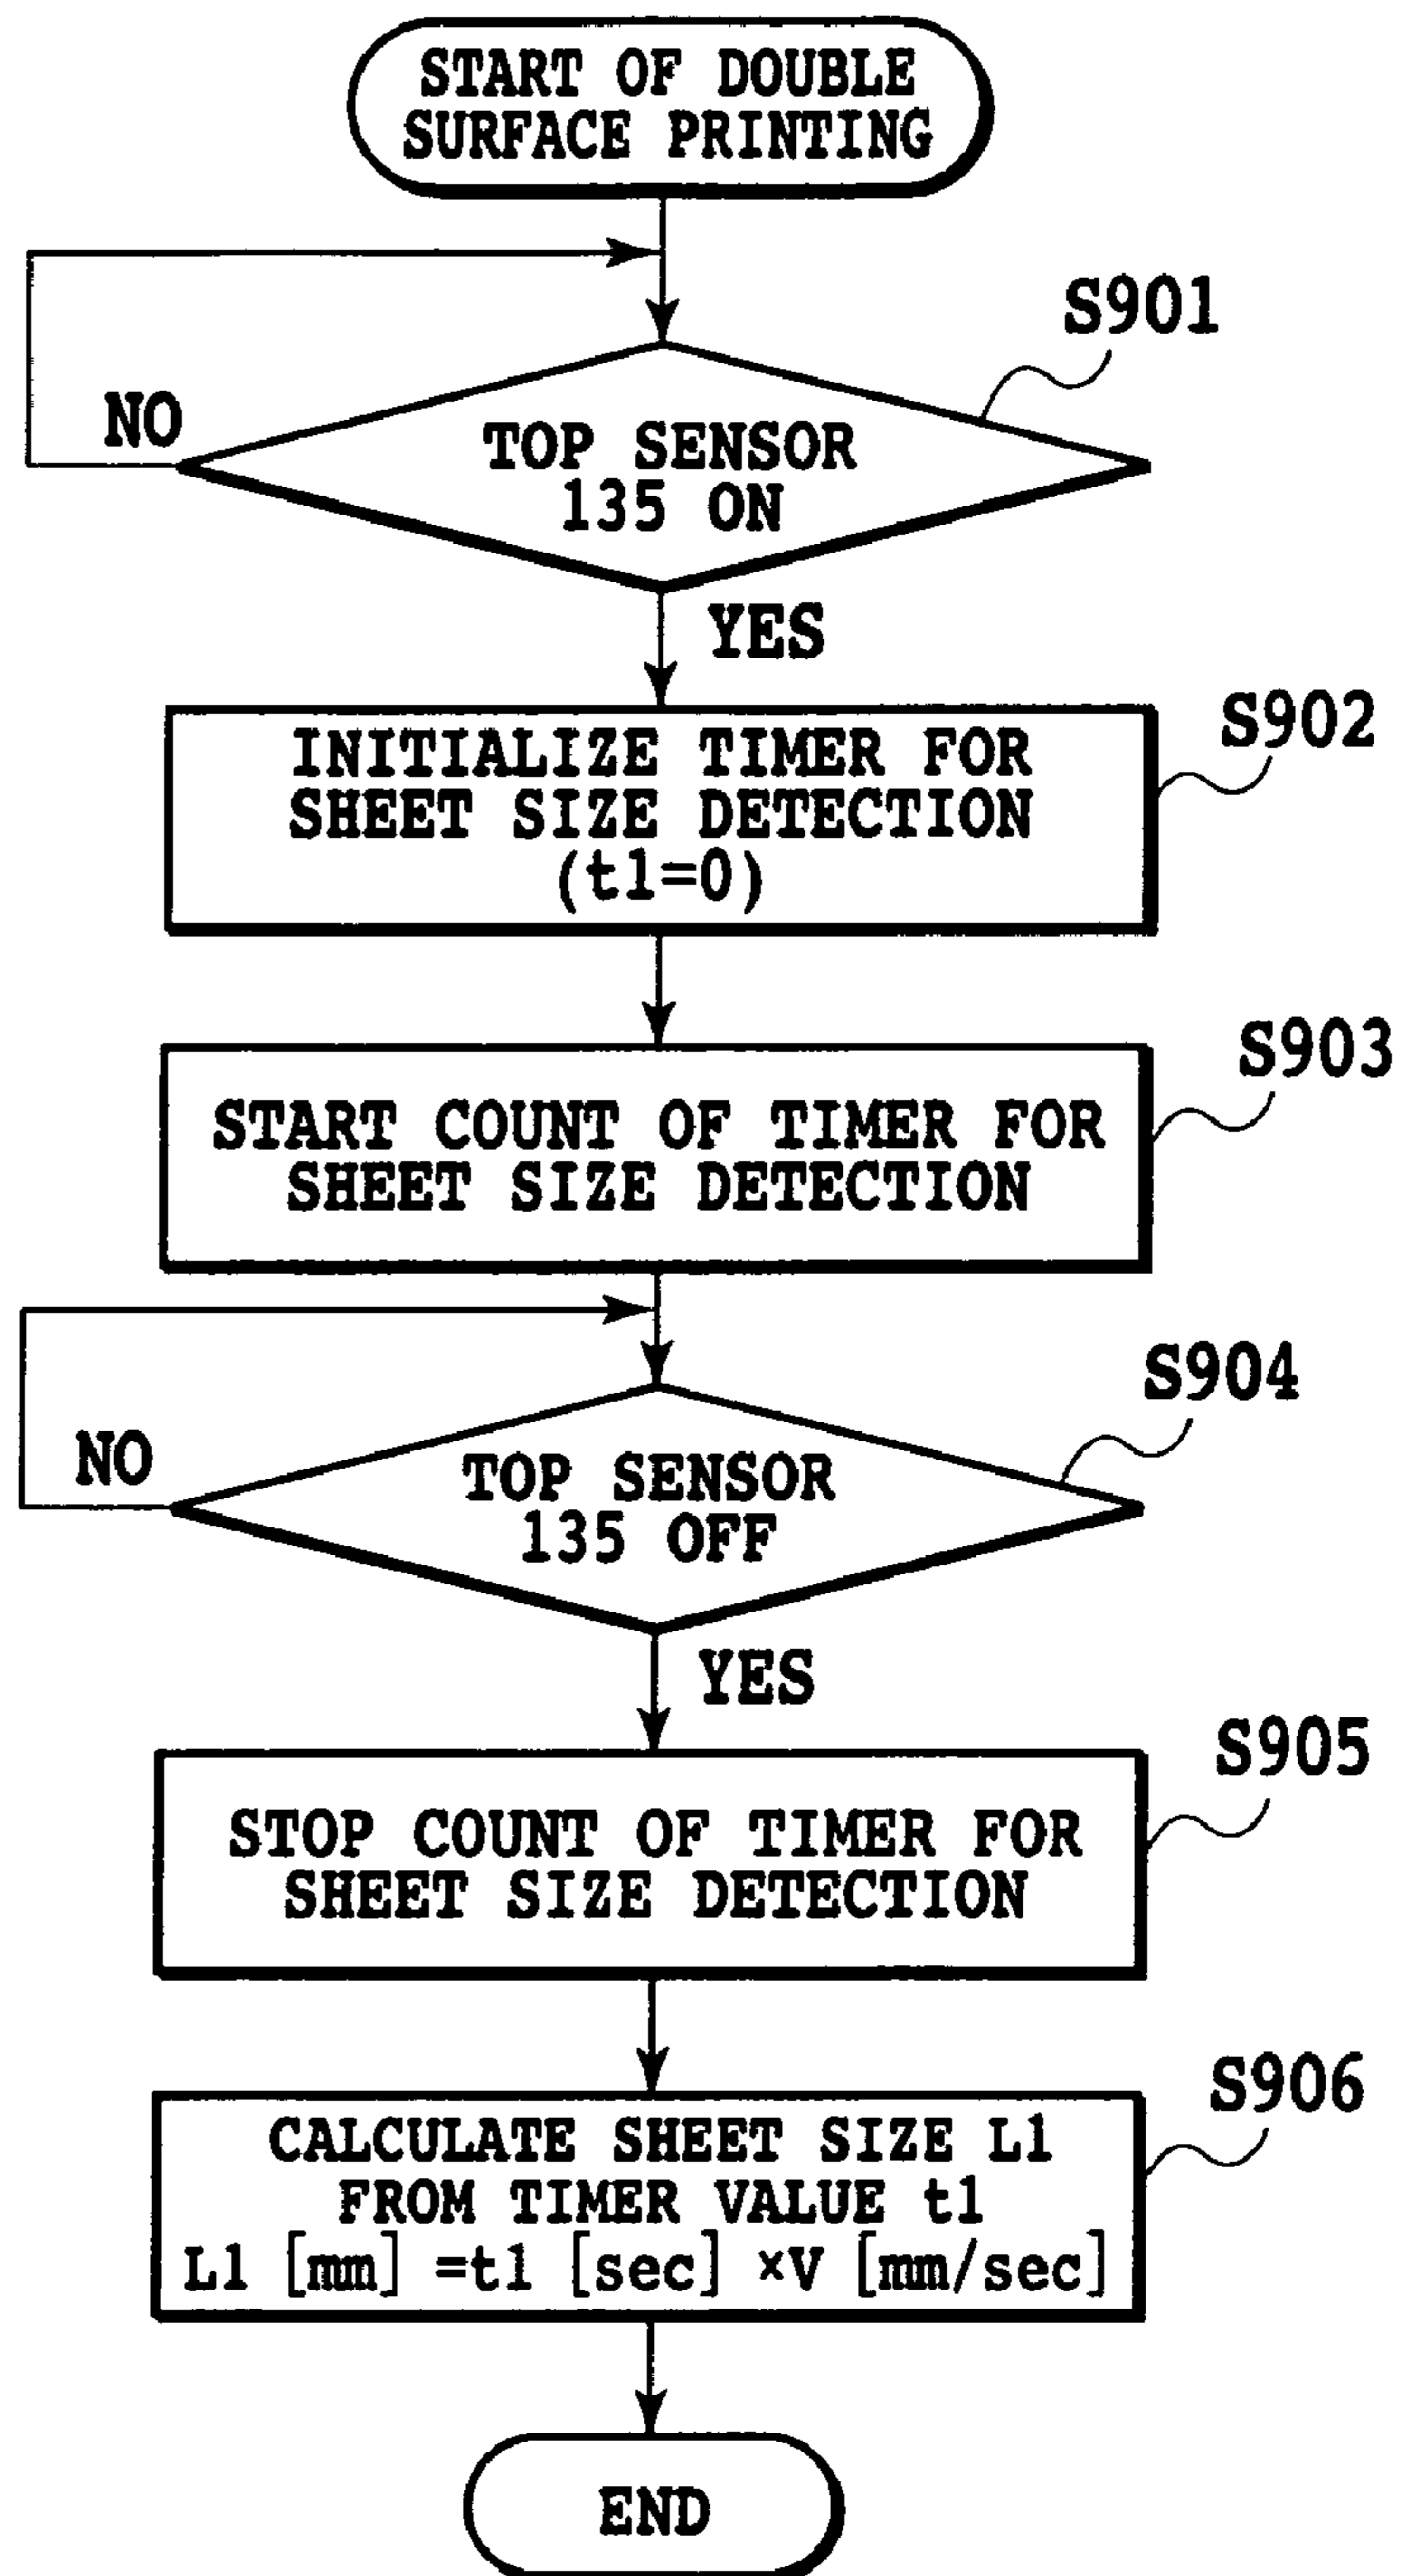 START OF DOUBLE
SURFACE PRINTING
S901
NO
TOP SENSOR
135 ON
YES
S902
INITIALIZE TIMER FOR
SHEET SIZE DETECTION
(t1=0)
S903
START COUNT OF TIMER FOR
SHEET SIZE DETECTION
S904
NO
TOP SENSOR
135 OFF
YES
S905
STOP COUNT OF TIMER FOR
SHEET SIZE DETECTION
S906
CALCULATE SHEET SIZE L1
FROM TIMER VALUE t1
L1 [mm] =t1 [sec] ×V [mm/sec]
END